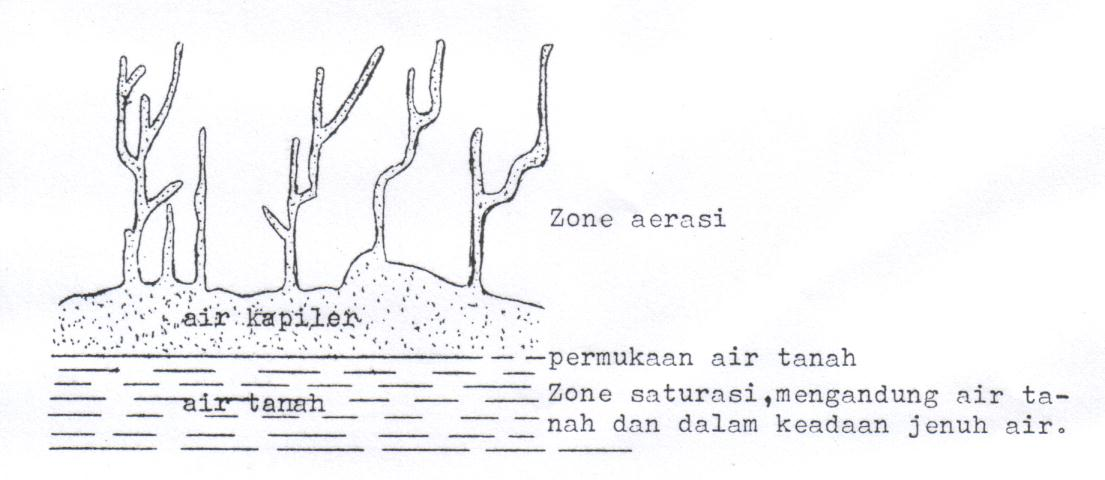 Zone aerasi
air kapiler
permukaan air tanah
air tanah
Zone saturasi,mengandung air ta-
nah dan dalam keadaan jenuh air.